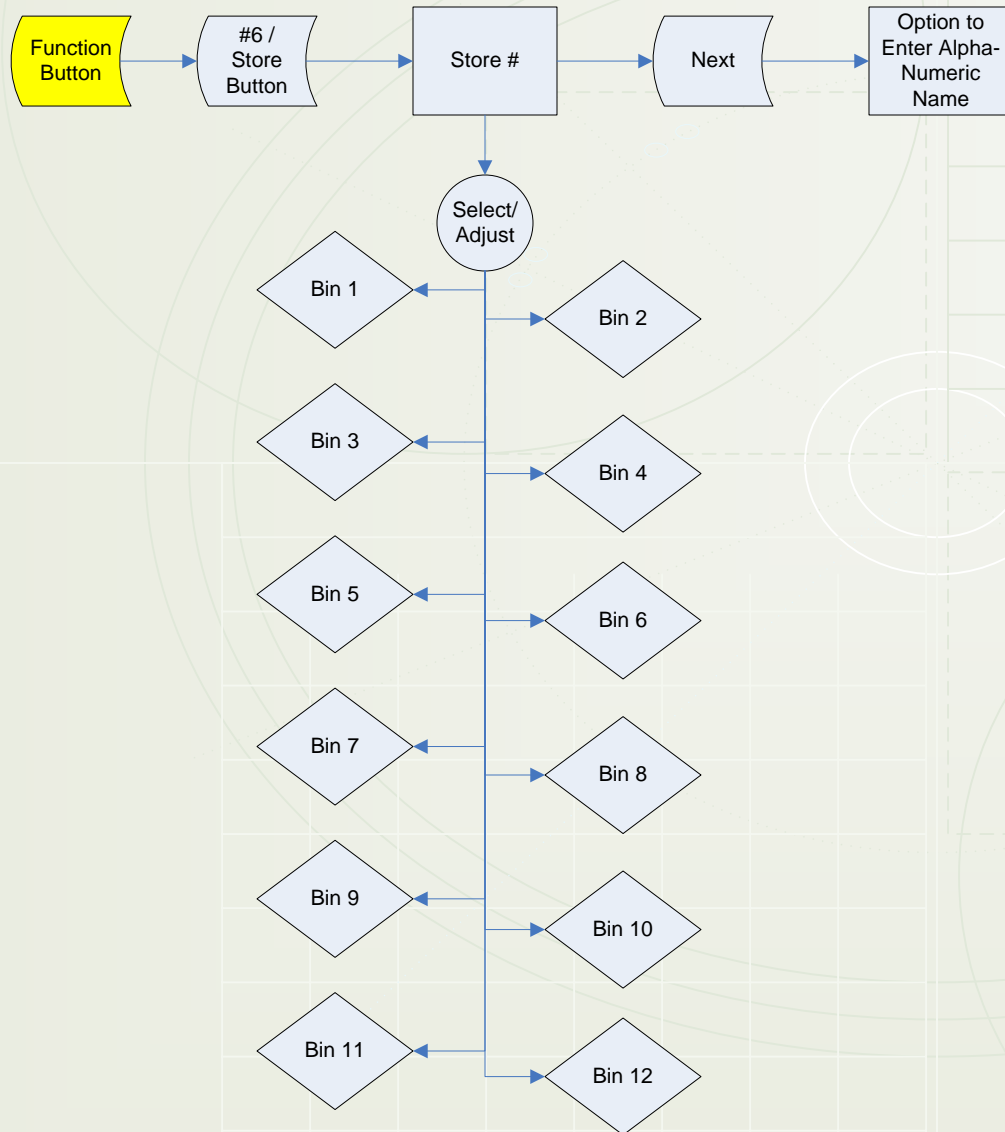 Function
Button
#6 /
Store
Button
Store #
Next
Option to
Enter Alpha-
Numeric
Name
Select/
Adjust
Bin 1
Bin 2
Bin 3
Bin 4
Bin 5
Bin 6
Bin 7
Bin 8
Bin 9
Bin 10
Bin 11
Bin 12